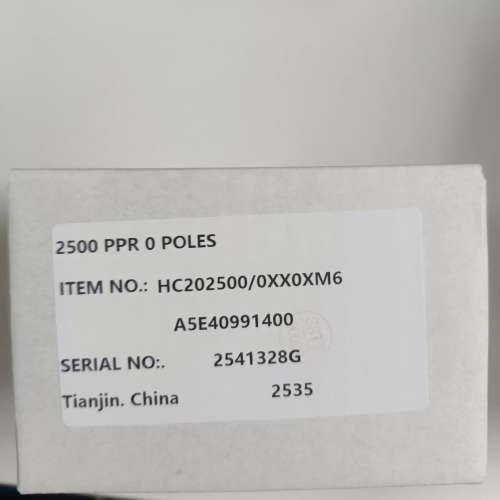 2500 PPR 0 POLES
ITEM NO.: HC202500/0XX0XM6
A5E40991400
SERIAL NO:. 2541328G
Tianjin. China 2535